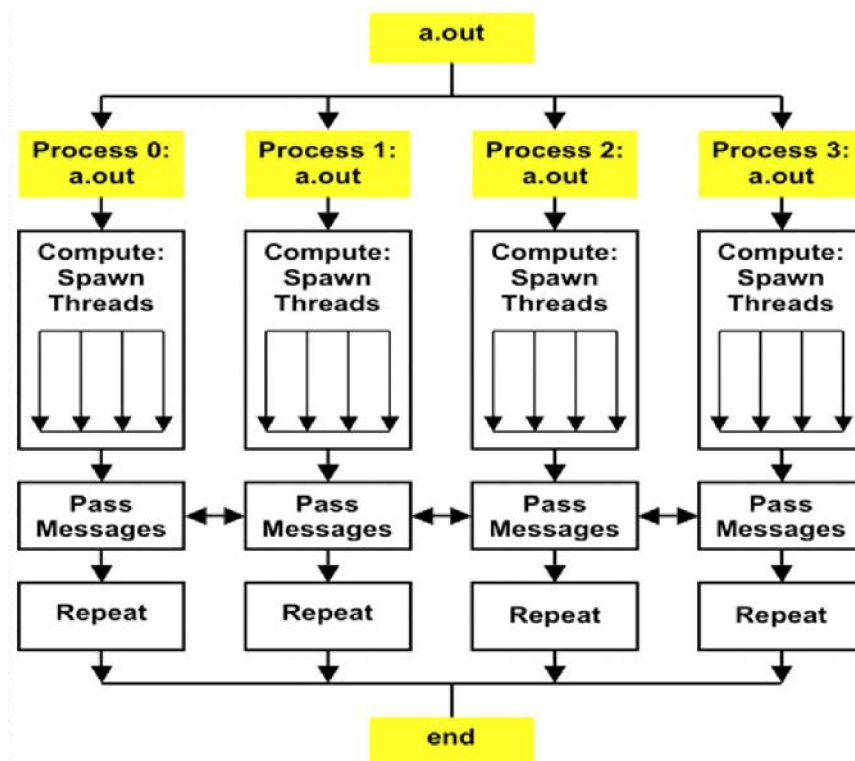 a.out
Process 0:
a.out
Process 1:
a.out
Process 2:
a.out
Process 3:
a.out
Compute:
Spawn
Threads
Compute:
Spawn
Threads
Compute:
Spawn
Threads
Compute:
Spawn
Threads
Pass
Messages
Pass
Messages
Pass
Messages
Pass
Messages
Repeat
Repeat
Repeat
Repeat
end